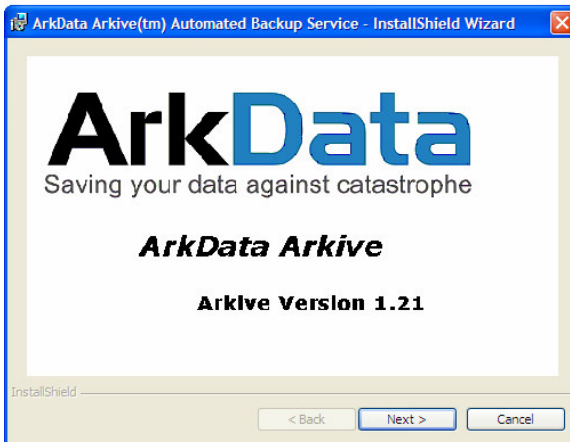 ArkData Arkive(tm) Automated Backup Service - InstallShield Wizard
ArkData
Saving your data against catastrophe
ArkData Arkive
Arkive Version 1.21
InstallShield
< Back
Next >
Cancel